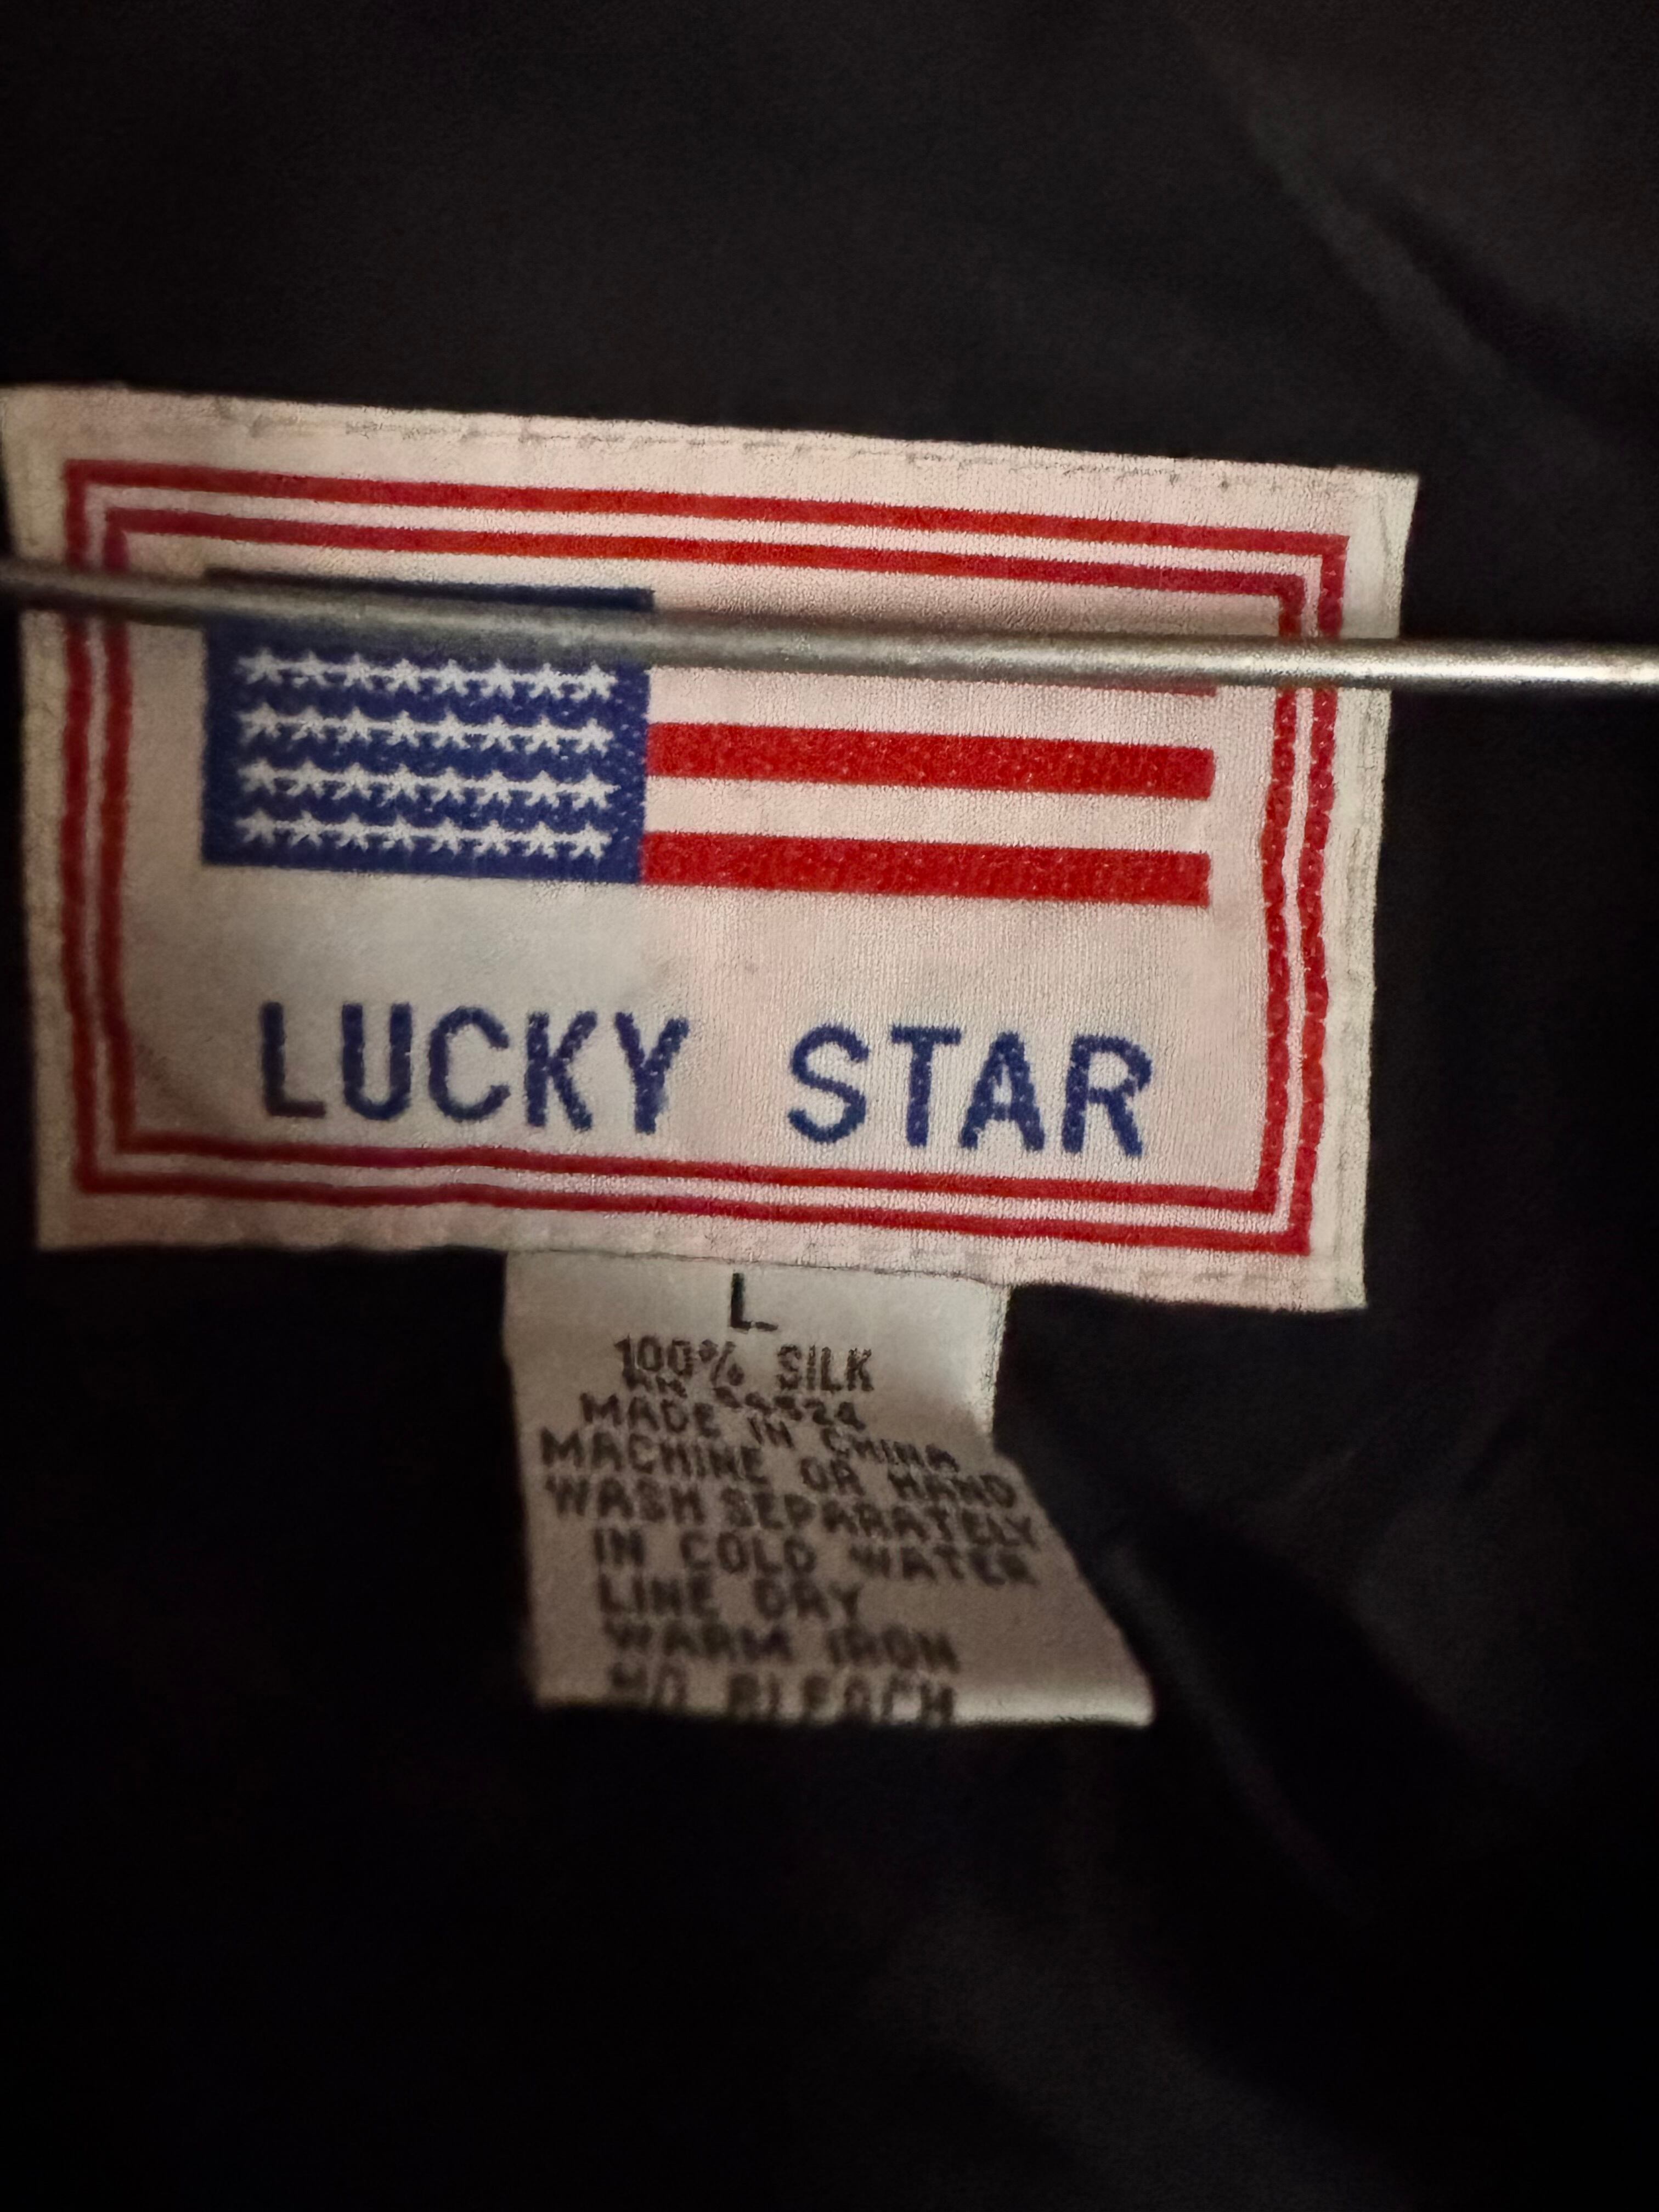 LUCKY STAR
L
100% SILK
RN
MADE IN CHINA
MACHINE OR HAND
WASH SEPARATELY
IN COLD WATER
LINE DRY
WARM IRON
NO BLEACH